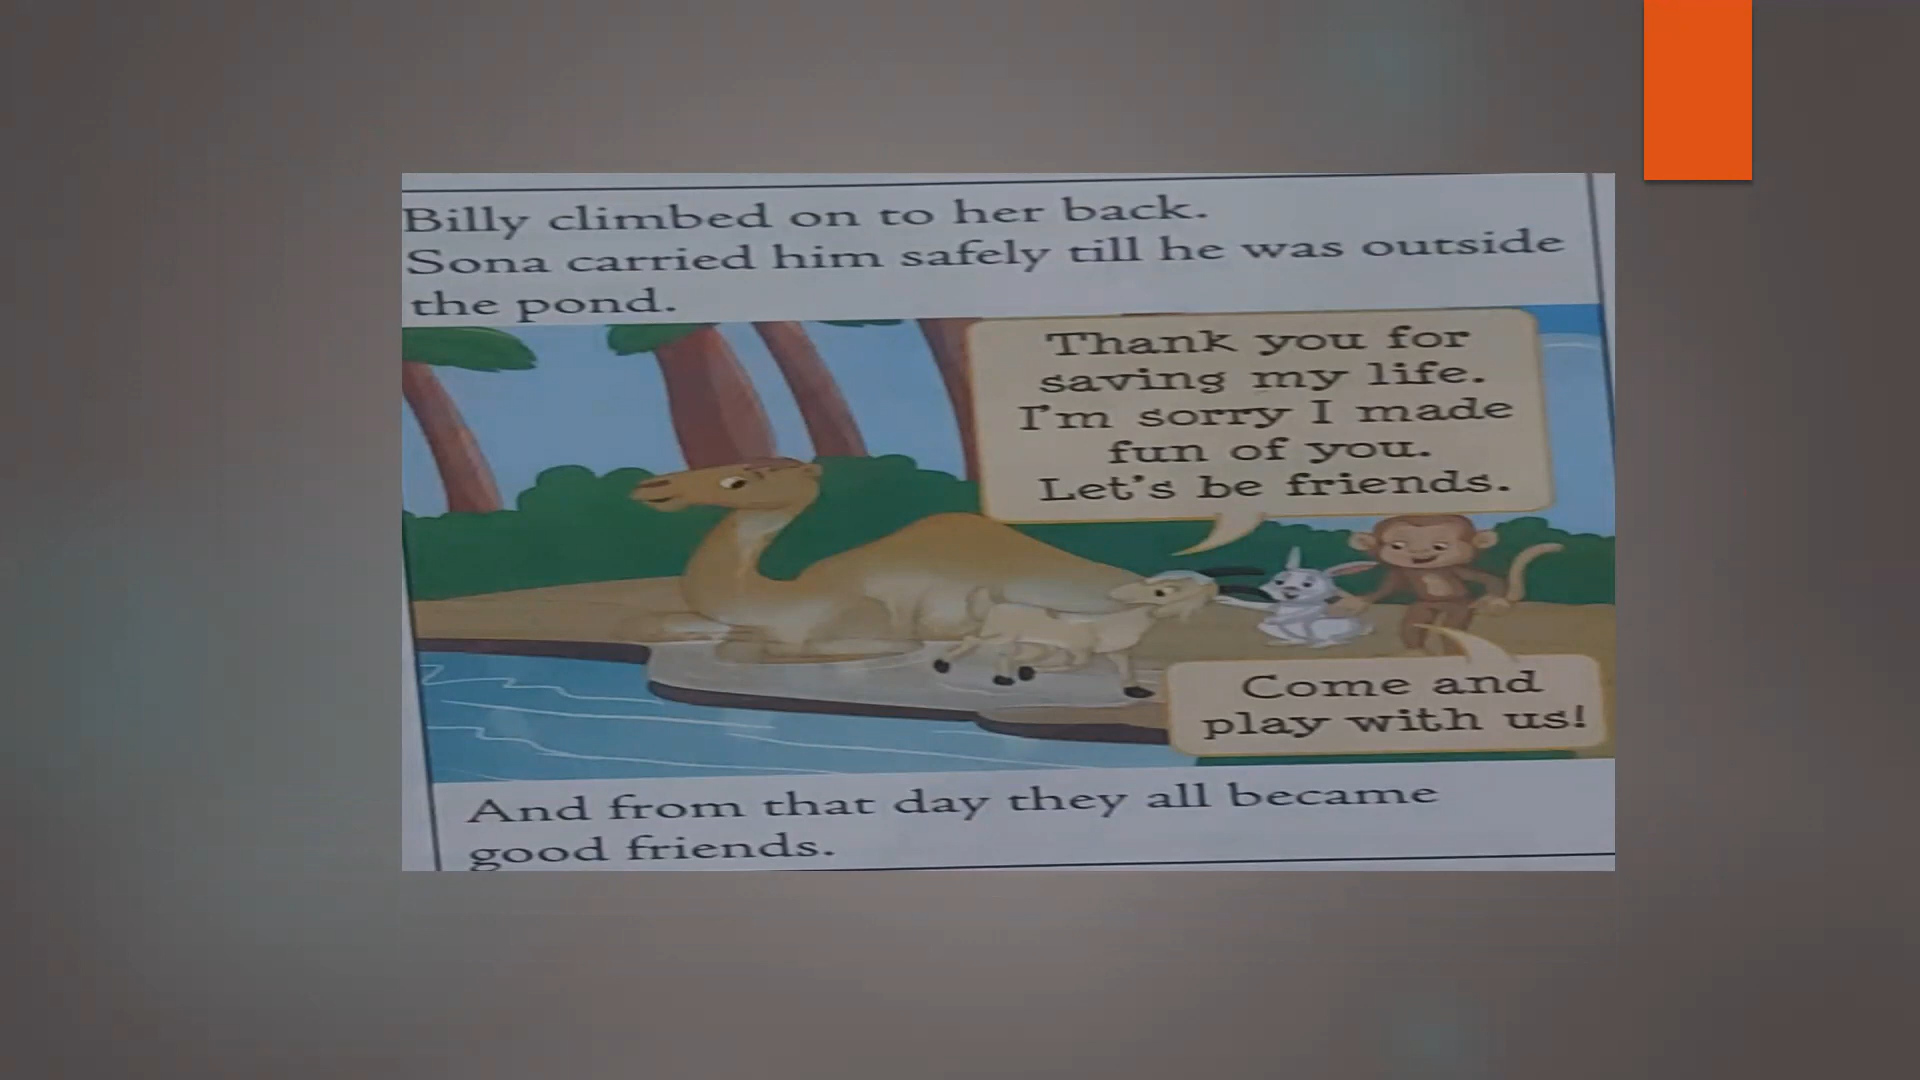 Billy climbed on to her back.
Sona carried him safely till he was outside
the pond.
Thank you for
saving my life.
I'm sorry I made
fun of you.
Let's be friends.
Come and
play with us!
And from that day they all became
good friends.